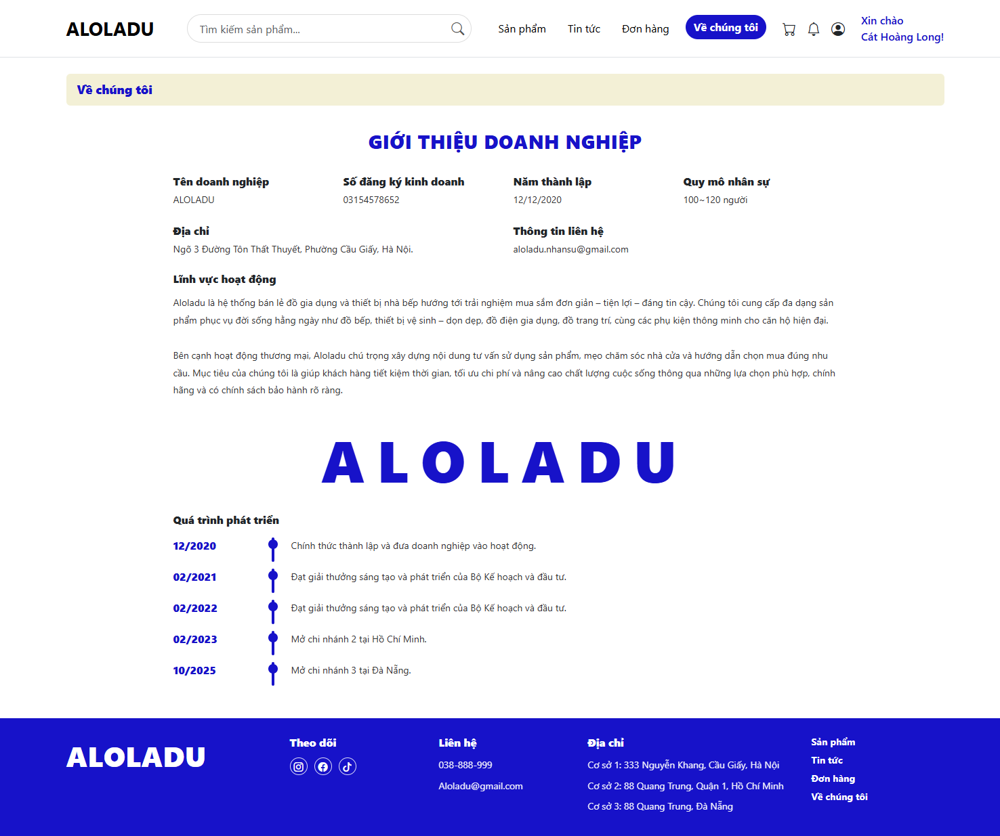 ALOLADU
Tìm kiếm sản phẩm...
Sản phẩm
Tin tức
Đơn hàng
Về chúng tôi
Xin chào
Cát Hoàng Long!
Về chúng tôi
GIỚI THIỆU DOANH NGHIỆP
Tên doanh nghiệp
ALOLADU
Số đăng ký kinh doanh
03154578652
Năm thành lập
12/12/2020
Quy mô nhân sự
100~120 người
Địa chỉ
Ngõ 3 Đường Tôn Thất Thuyết, Phường Cầu Giấy, Hà Nội.
Thông tin liên hệ
aloladu.nhansu@gmail.com
Lĩnh vực hoạt động
Aloladu là hệ thống bán lẻ đồ gia dụng và thiết bị nhà bếp hướng tới trải nghiệm mua sắm đơn giản – tiện lợi – đáng tin cậy. Chúng tôi cung cấp đa dạng sản
phẩm phục vụ đời sống hằng ngày như đồ bếp, thiết bị vệ sinh – dọn dẹp, đồ điện gia dụng, đồ trang trí, cùng các phụ kiện thông minh cho căn hộ hiện đại.
Bên cạnh hoạt động thương mại, Aloladu chú trọng xây dựng nội dung tư vấn sử dụng sản phẩm, mẹo chăm sóc nhà cửa và hướng dẫn chọn mua đúng nhu
cầu. Mục tiêu của chúng tôi là giúp khách hàng tiết kiệm thời gian, tối ưu chi phí và nâng cao chất lượng cuộc sống thông qua những lựa chọn phù hợp, chính
hãng và có chính sách bảo hành rõ ràng.
ALOLADU
Quá trình phát triển
12/2020 Chính thức thành lập và đưa doanh nghiệp vào hoạt động.
02/2021 Đạt giải thưởng sáng tạo và phát triển của Bộ Kế hoạch và đầu tư.
02/2022 Đạt giải thưởng sáng tạo và phát triển của Bộ Kế hoạch và đầu tư.
02/2023 Mở chi nhánh 2 tại Hồ Chí Minh.
10/2025 Mở chi nhánh 3 tại Đà Nẵng.
ALOLADU
Theo dõi
Liên hệ
038-888-999
Aloladu@gmail.com
Địa chỉ
Cơ sở 1: 333 Nguyễn Khang, Cầu Giấy, Hà Nội
Cơ sở 2: 88 Quang Trung, Quận 1, Hồ Chí Minh
Cơ sở 3: 88 Quang Trung, Đà Nẵng
Sản phẩm
Tin tức
Đơn hàng
Về chúng tôi